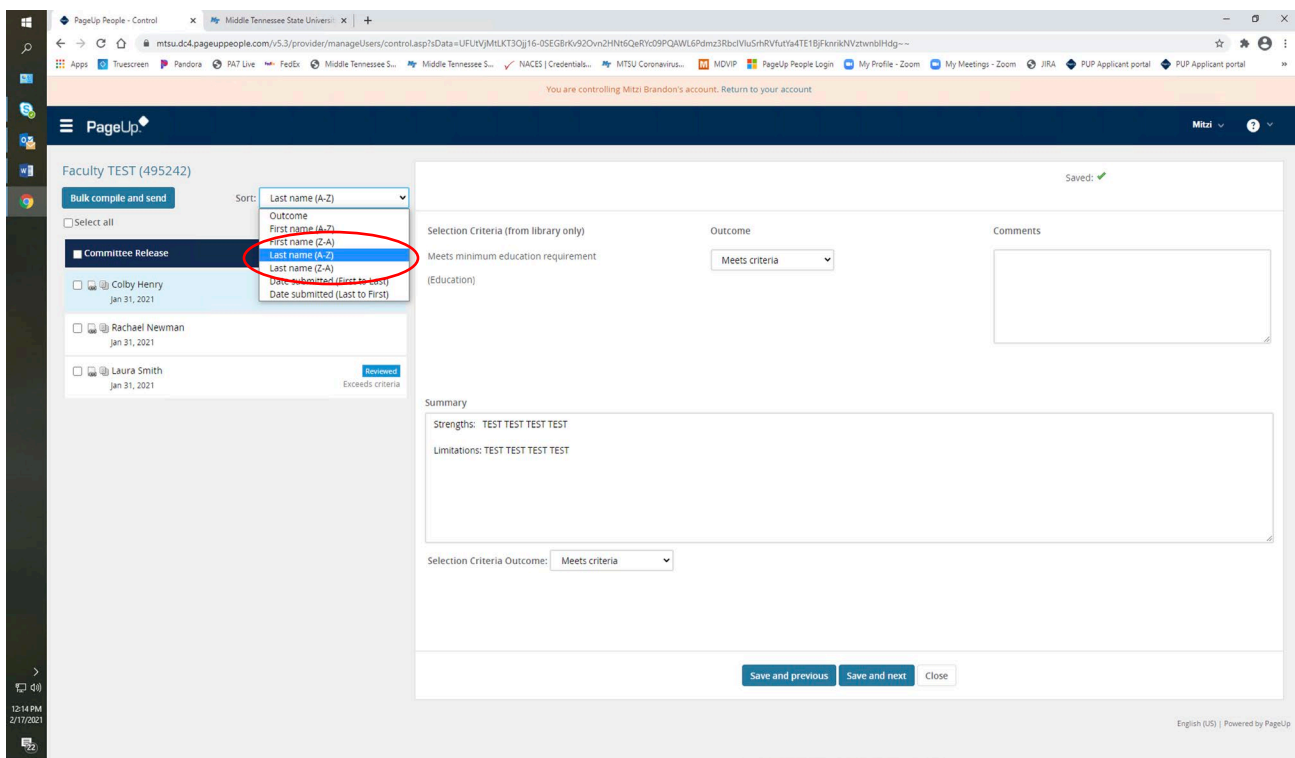 PageUp People - Control
Middle Tennessee State Universit
mtsu.dc4.pageuppeople.com/v5.3/provider/manageUsers/control.asp?sData=
Apps Truescreen Pandora PA7 Live FedEx Middle Tennessee S... Middle Tennessee S... NACES | Credentials... MTSU Coronavirus... MDVIP PageUp People Login My Profile - Zoom My Meetings - Zoom JIRA PUP Applicant portal PUP Applicant portal
You are controlling Mitzi Brandon's account. Return to your account
PageUp
Mitzi
Faculty TEST (495242)
Saved:
Bulk compile and send
Sort: Last name (A-Z)
Select all
Outcome
First name (A-Z)
First name (Z-A)
Last name (A-Z)
Last name (Z-A)
Date submitted (First to Last)
Date submitted (Last to First)
Committee Release
Colby Henry
Jan 31, 2021
Rachael Newman
Jan 31, 2021
Laura Smith Reviewed
Jan 31, 2021 Exceeds criteria
Selection Criteria (from library only) Outcome Comments
Meets minimum education requirement Meets criteria
(Education)
Summary
Strengths: TEST TEST TEST TEST
Limitations: TEST TEST TEST TEST
Selection Criteria Outcome: Meets criteria
Save and previous Save and next Close
12:14 PM
2/17/2021
22
English (US) | Powered by PageUp